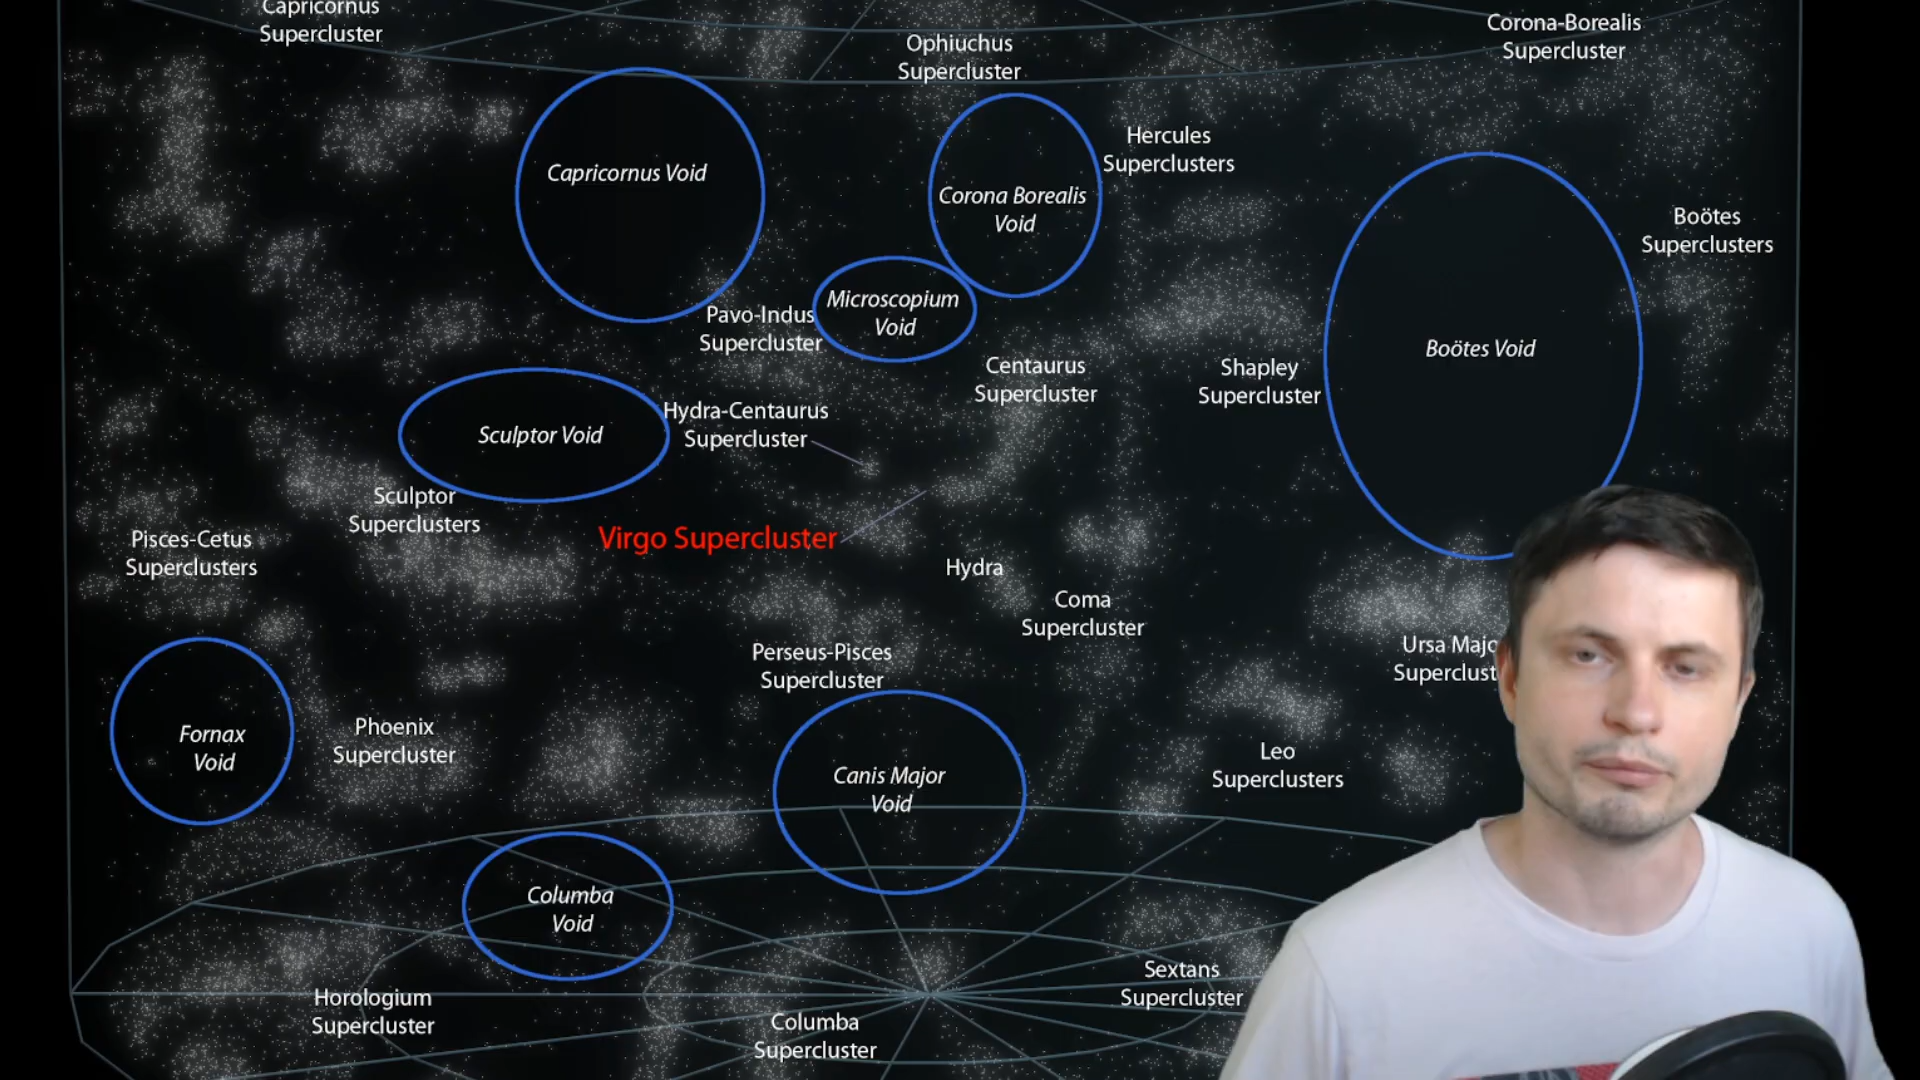 Capricornus
Supercluster
Ophiuchus
Supercluster
Corona-Borealis
Supercluster
Capricornus Void
Corona Borealis
Void
Hercules
Superclusters
Boötes
Superclusters
Microscopium
Void
Pavo-Indus
Supercluster
Centaurus
Supercluster
Shapley
Supercluster
Boötes Void
Sculptor Void
Hydra-Centaurus
Supercluster
Sculptor
Superclusters
Virgo Supercluster
Pisces-Cetus
Superclusters
Hydra
Coma
Supercluster
Perseus-Pisces
Supercluster
Ursa Majo
Superclust
Fornax
Void
Phoenix
Supercluster
Canis Major
Void
Leo
Superclusters
Columba
Void
Horologium
Supercluster
Columba
Supercluster
Sextans
Supercluster